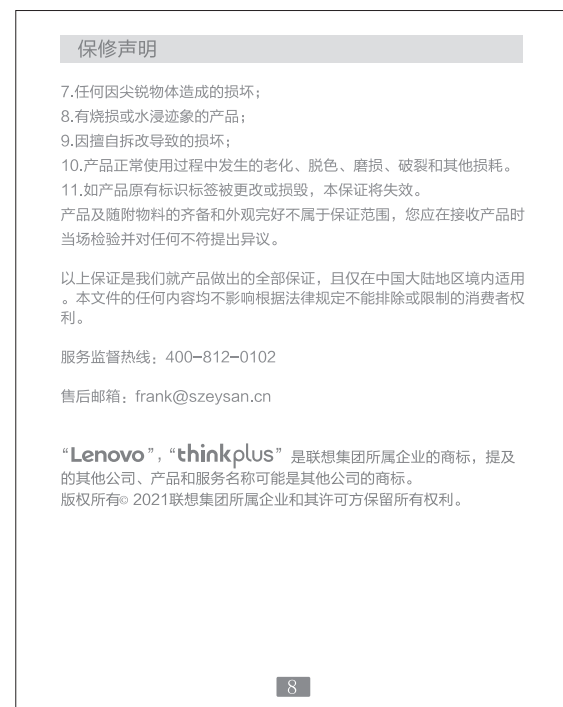 保修声明
7.任何因尖锐物体造成的损坏；
8.有烧损或水浸迹象的产品；
9.因擅自拆改导致的损坏；
10.产品正常使用过程中发生的老化、脱色、磨损、破裂和其他损耗。
11.如产品原有标识标签被更改或损毁，本保证将失效。
产品及随附物料的齐备和外观完好不属于保证范围，您应在接收产品时
当场检验并对任何不符提出异议。
以上保证是我们就产品做出的全部保证，且仅在中国大陆地区境内适用
。本文件的任何内容均不影响根据法律规定不能排除或限制的消费者权
利。
服务监督热线：400-812-0102
售后邮箱：frank@szeysan.cn
“Lenovo”，“thinkplus” 是联想集团所属企业的商标，提及
的其他公司、产品和服务名称可能是其他公司的商标。
版权所有© 2021联想集团所属企业和其许可方保留所有权利。
8